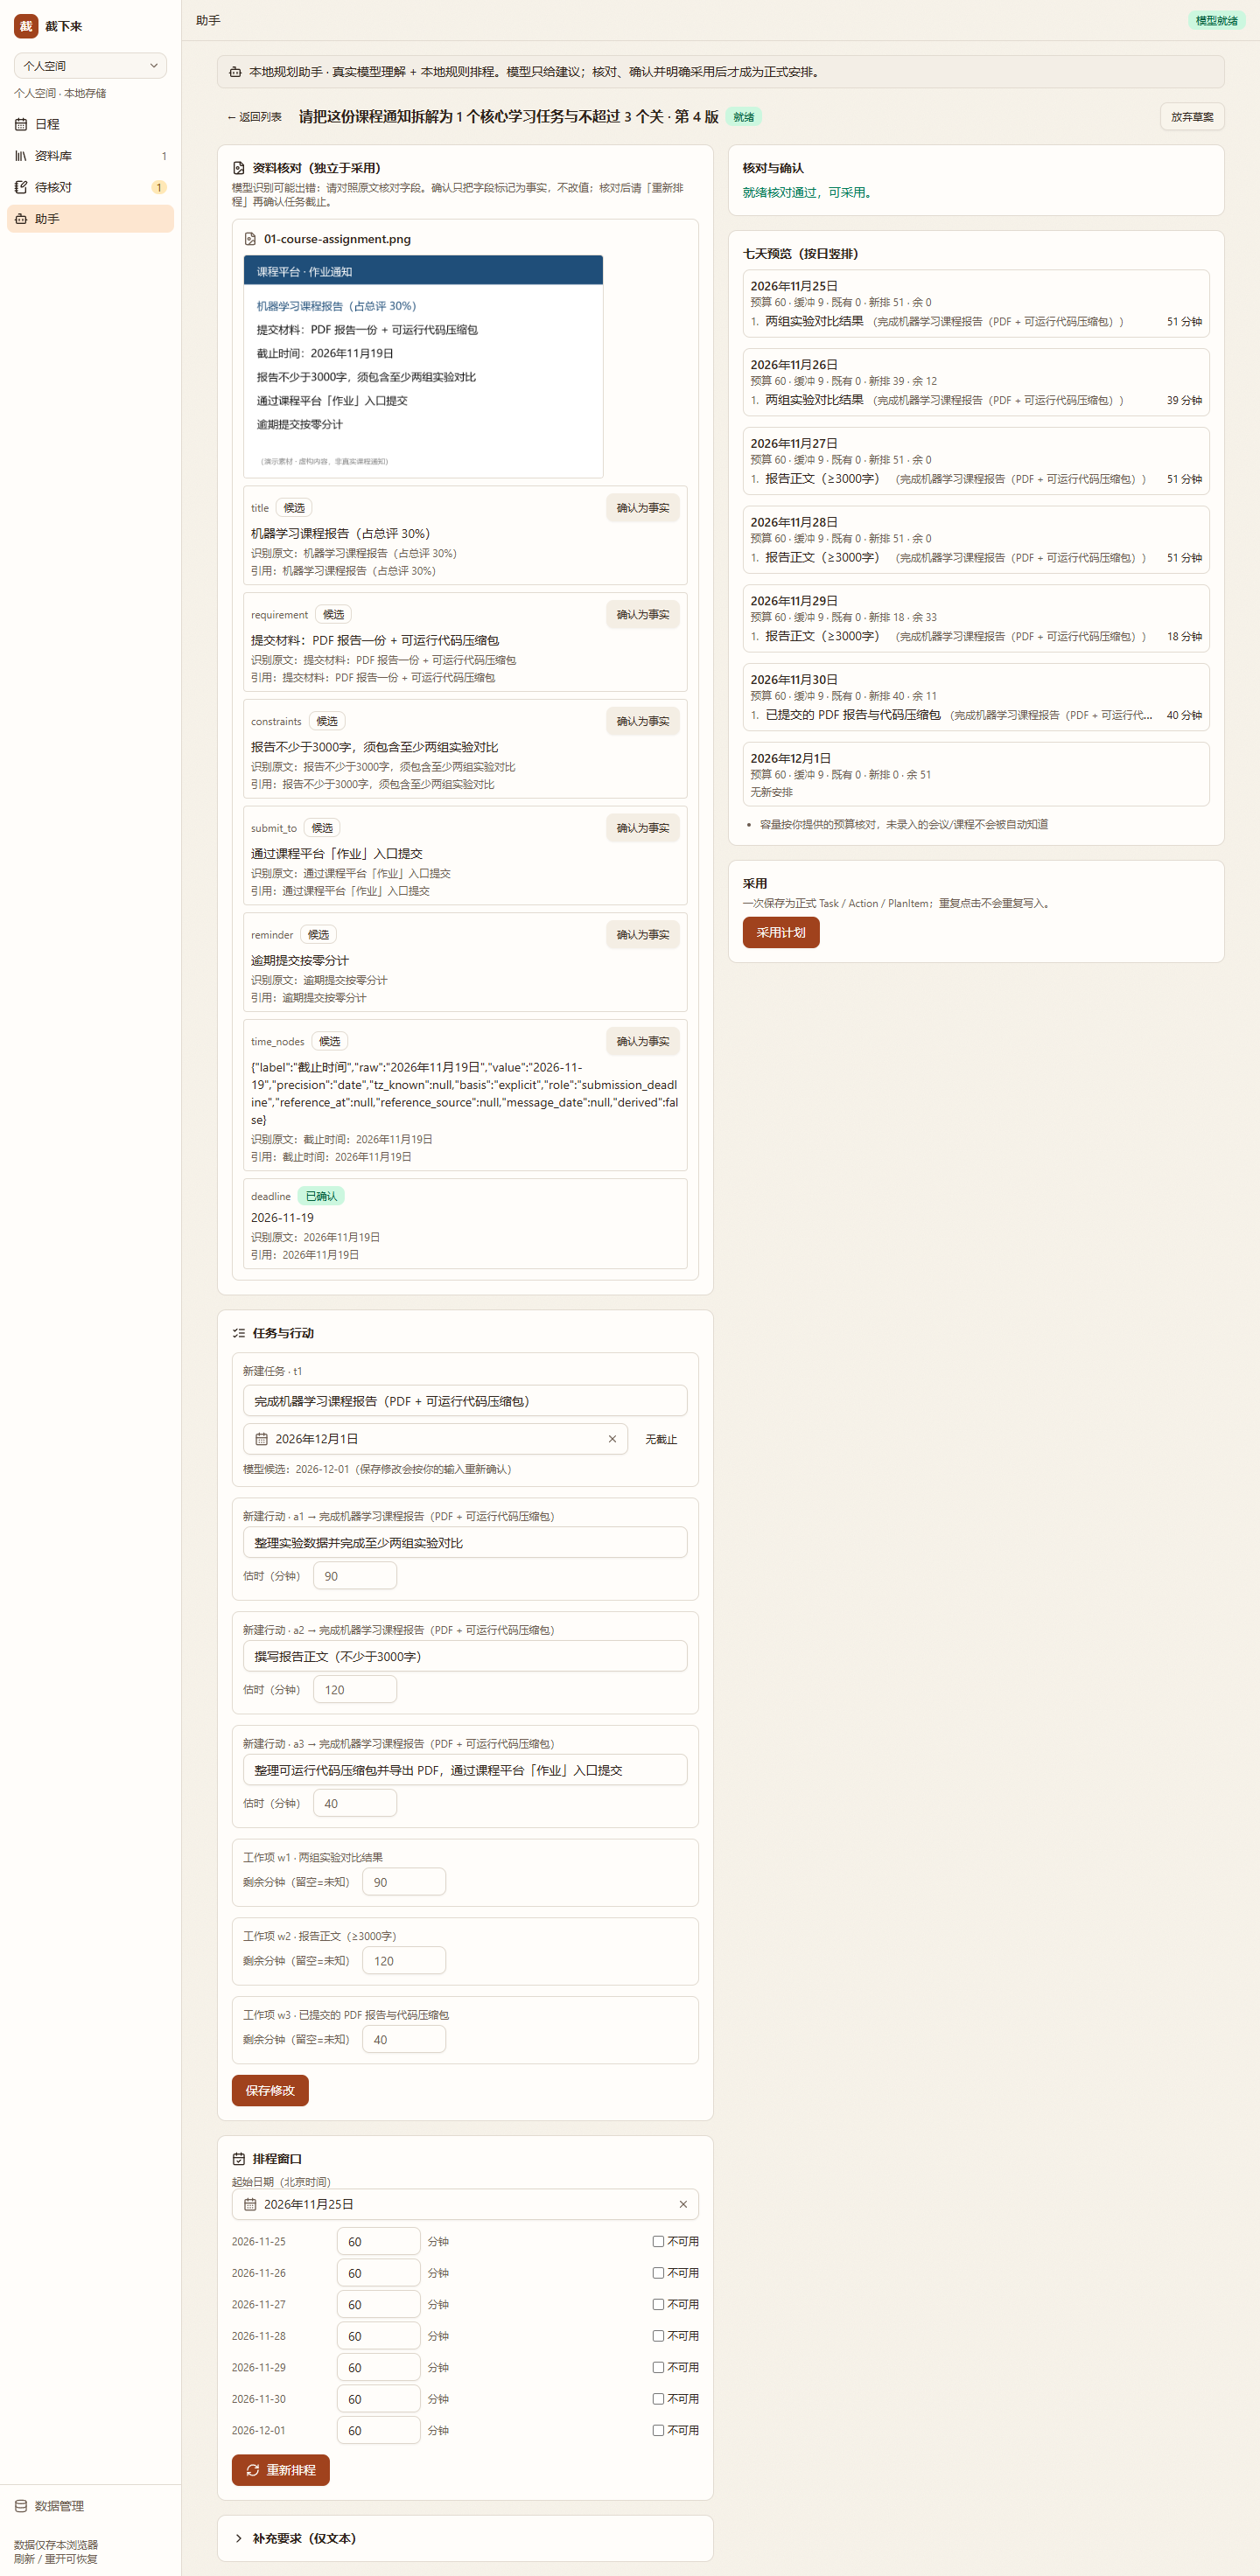 截 截下来
个人空间
个人空间 · 本地存储
日程
资料库 1
待核对 1
助手
数据管理
数据仅存本浏览器
刷新 / 重开可恢复
助手
模型就绪
本地规划助手 · 真实模型理解 + 本地规则排程。模型只给建议；核对、确认并明确采用后才成为正式安排。
← 返回列表 请把这份课程通知拆解为 1 个核心学习任务与不超过 3 个关 · 第 4 版 就绪 放弃草案
资料核对（独立于采用）
模型识别可能出错：请对照原文核对字段。确认只把字段标记为事实，不改值；核对后请「重新排
程」再确认任务截止。
01-course-assignment.png
课程平台 · 作业通知
机器学习课程报告（占总评 30%）
提交材料：PDF 报告一份 + 可运行代码压缩包
截止时间：2026年11月19日
报告不少于3000字，须包含至少两组实验对比
通过课程平台「作业」入口提交
逾期提交按零分计
（演示素材 · 虚构内容，非真实课程通知）
title 候选 确认为事实
机器学习课程报告（占总评 30%）
识别原文：机器学习课程报告（占总评 30%）
引用：机器学习课程报告（占总评 30%）
requirement 候选 确认为事实
提交材料：PDF 报告一份 + 可运行代码压缩包
识别原文：提交材料：PDF 报告一份 + 可运行代码压缩包
引用：提交材料：PDF 报告一份 + 可运行代码压缩包
constraints 候选 确认为事实
报告不少于3000字，须包含至少两组实验对比
识别原文：报告不少于3000字，须包含至少两组实验对比
引用：报告不少于3000字，须包含至少两组实验对比
submit_to 候选 确认为事实
通过课程平台「作业」入口提交
识别原文：通过课程平台「作业」入口提交
引用：通过课程平台「作业」入口提交
reminder 候选 确认为事实
逾期提交按零分计
识别原文：逾期提交按零分计
引用：逾期提交按零分计
time_nodes 候选 确认为事实
{"label":"截止时间","raw":"2026年11月19日","value":"2026-11-
19","precision":"date","tz_known":null,"basis":"explicit","role":"submission_deadl
ine","reference_at":null,"reference_source":null,"message_date":null,"derived":fal
se}
识别原文：截止时间：2026年11月19日
引用：截止时间：2026年11月19日
deadline 已确认
2026-11-19
识别原文：2026年11月19日
引用：2026年11月19日
任务与行动
新建任务 · t1
完成机器学习课程报告（PDF + 可运行代码压缩包）
2026年12月1日 无截止
模型候选：2026-12-01（保存修改会按你的输入重新确认）
新建行动 · a1 → 完成机器学习课程报告（PDF + 可运行代码压缩包）
整理实验数据并完成至少两组实验对比
估时（分钟） 90
新建行动 · a2 → 完成机器学习课程报告（PDF + 可运行代码压缩包）
撰写报告正文（不少于3000字）
估时（分钟） 120
新建行动 · a3 → 完成机器学习课程报告（PDF + 可运行代码压缩包）
整理可运行代码压缩包并导出 PDF，通过课程平台「作业」入口提交
估时（分钟） 40
工作项 w1 · 两组实验对比结果
剩余分钟（留空=未知） 90
工作项 w2 · 报告正文（≥3000字）
剩余分钟（留空=未知） 120
工作项 w3 · 已提交的 PDF 报告与代码压缩包
剩余分钟（留空=未知） 40
保存修改
排程窗口
起始日期（北京时间）
2026年11月25日
2026-11-25 60 分钟 不可用
2026-11-26 60 分钟 不可用
2026-11-27 60 分钟 不可用
2026-11-28 60 分钟 不可用
2026-11-29 60 分钟 不可用
2026-11-30 60 分钟 不可用
2026-12-01 60 分钟 不可用
重新排程
补充要求（仅文本）
核对与确认
就绪核对通过，可采用。
七天预览（按日竖排）
2026年11月25日
预算 60 · 缓冲 9 · 既有 0 · 新排 51 · 余 0
1. 两组实验对比结果 （完成机器学习课程报告（PDF + 可运行代码压缩包）） 51 分钟
2026年11月26日
预算 60 · 缓冲 9 · 既有 0 · 新排 39 · 余 12
1. 两组实验对比结果 （完成机器学习课程报告（PDF + 可运行代码压缩包）） 39 分钟
2026年11月27日
预算 60 · 缓冲 9 · 既有 0 · 新排 51 · 余 0
1. 报告正文（≥3000字） （完成机器学习课程报告（PDF + 可运行代码压缩包）） 51 分钟
2026年11月28日
预算 60 · 缓冲 9 · 既有 0 · 新排 51 · 余 0
1. 报告正文（≥3000字） （完成机器学习课程报告（PDF + 可运行代码压缩包）） 51 分钟
2026年11月29日
预算 60 · 缓冲 9 · 既有 0 · 新排 18 · 余 33
1. 报告正文（≥3000字） （完成机器学习课程报告（PDF + 可运行代码压缩包）） 18 分钟
2026年11月30日
预算 60 · 缓冲 9 · 既有 0 · 新排 40 · 余 11
1. 已提交的 PDF 报告与代码压缩包 （完成机器学习课程报告（PDF + 可运行代... 40 分钟
2026年12月1日
预算 60 · 缓冲 9 · 既有 0 · 新排 0 · 余 51
无新安排
• 容量按你提供的预算核对，未录入的会议/课程不会被自动知道
采用
一次保存为正式 Task / Action / PlanItem；重复点击不会重复写入。
采用计划